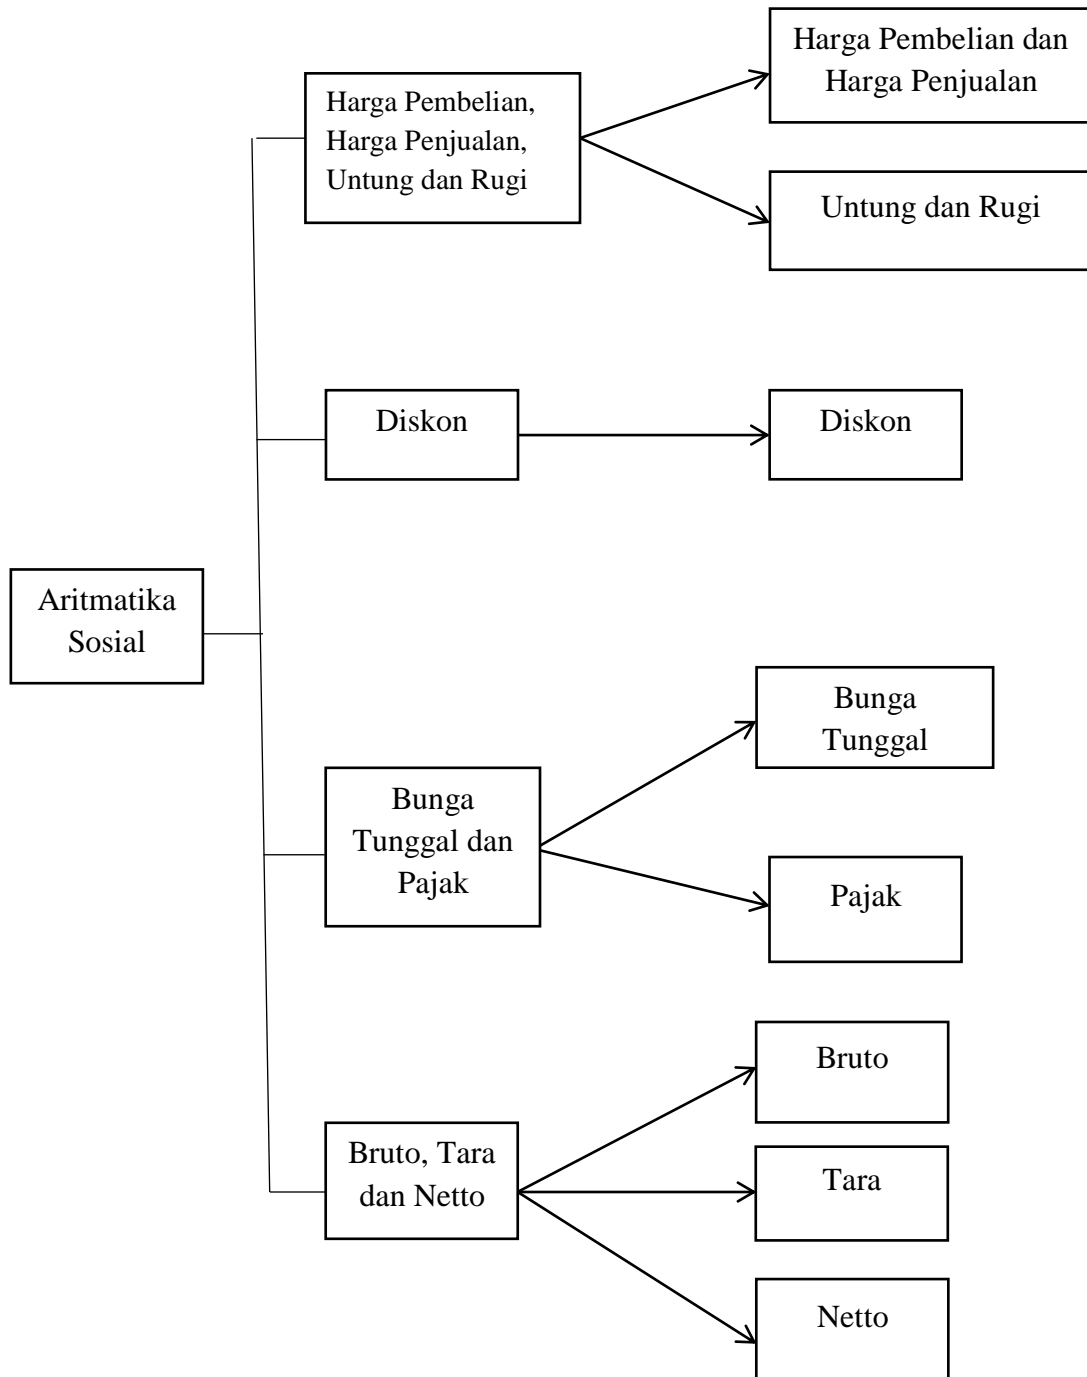 Aritmatika
Sosial
Harga Pembelian,
Harga Penjualan,
Untung dan Rugi
Harga Pembelian dan
Harga Penjualan
Untung dan Rugi
Diskon
Diskon
Bunga
Tunggal dan
Pajak
Bunga
Tunggal
Pajak
Bruto, Tara
dan Netto
Bruto
Tara
Netto